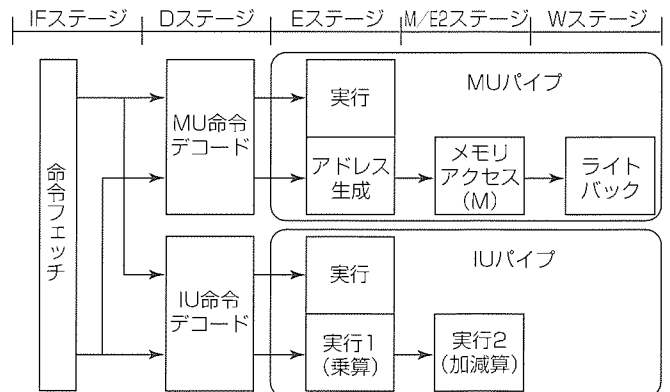 IFステージ
Dステージ
Eステージ
M/E2ステージ
Wステージ
命令フェッチ
MU命令
デコード
IU命令
デコード
MUパイプ
実行
アドレス
生成
メモリ
アクセス
(M)
ライト
バック
IUパイプ
実行
実行1
(乗算)
実行2
(加減算)